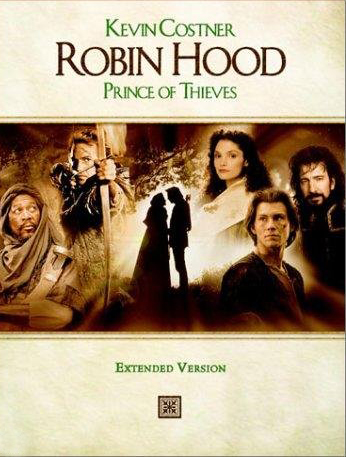 KEVIN COSTNER
ROBIN HOOD
PRINCE OF THIEVES
EXTENDED VERSION